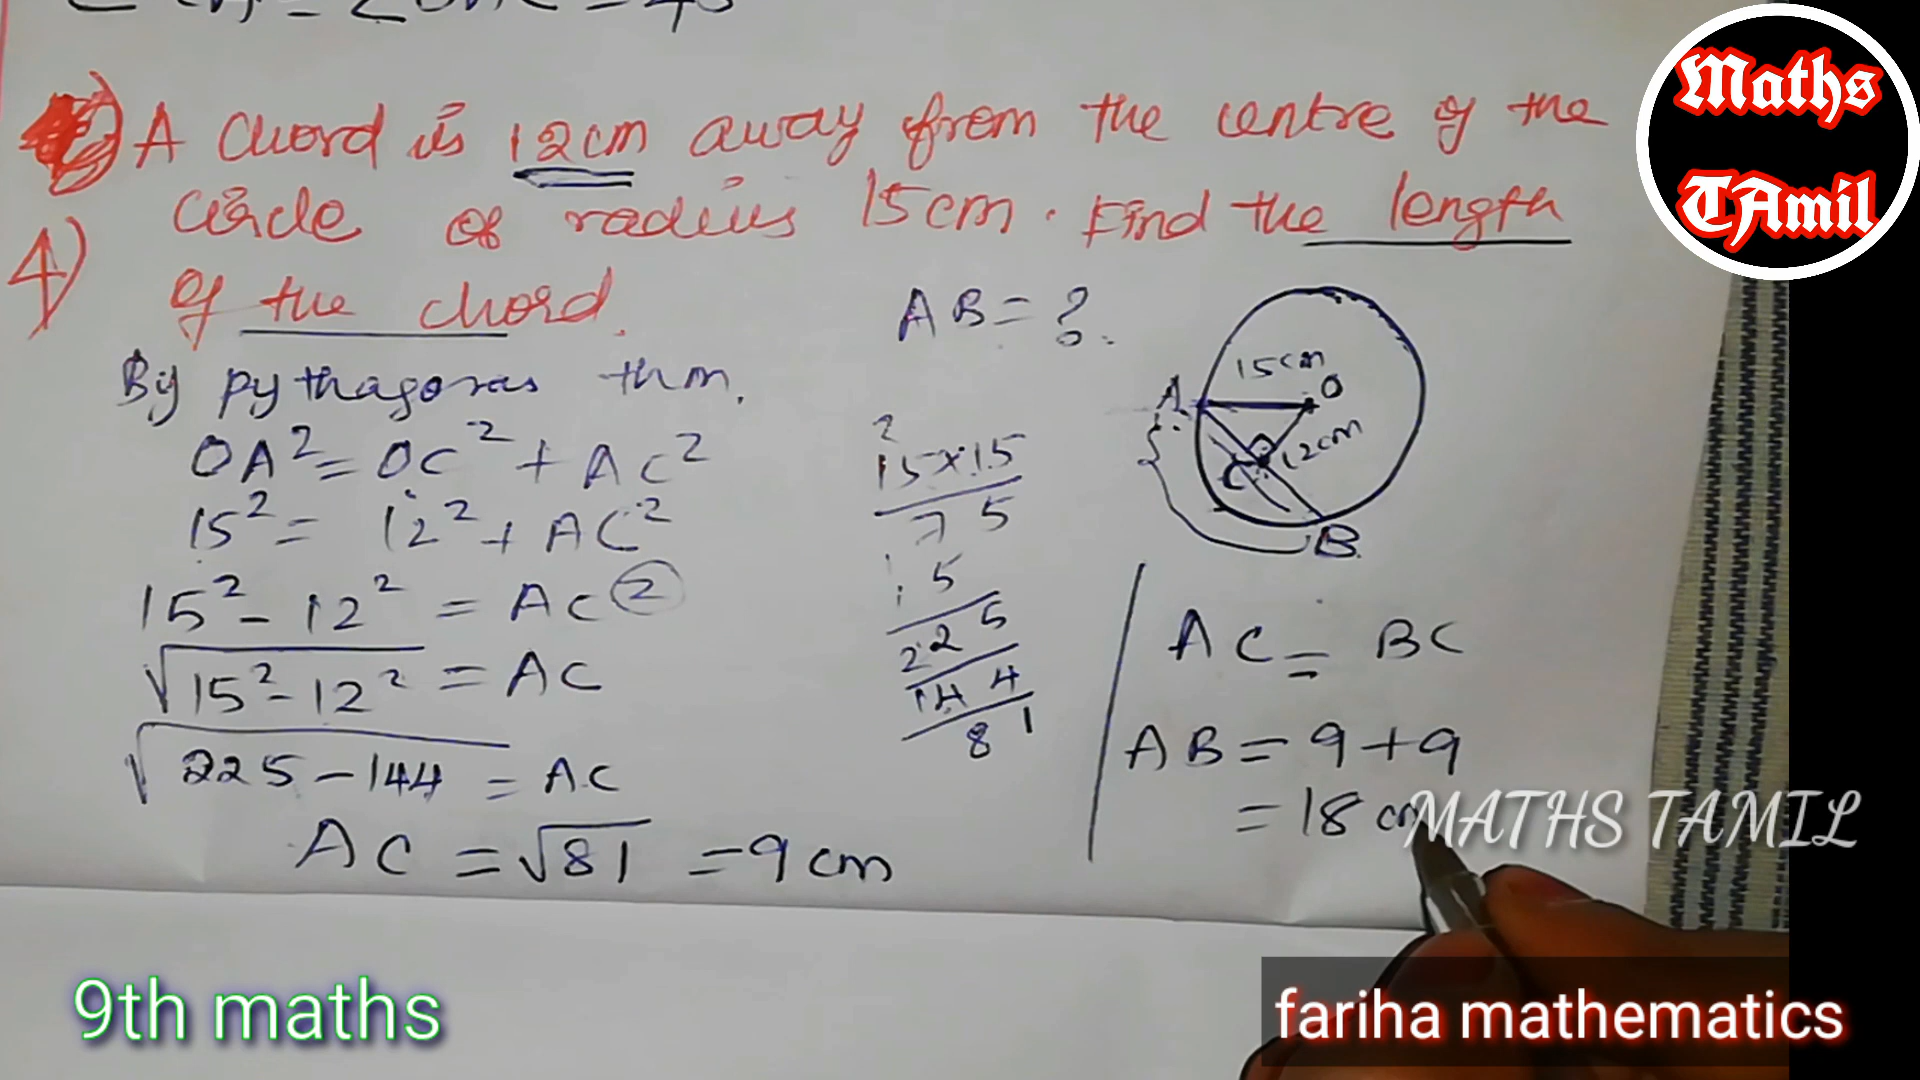 A chord is 12cm away from the centre of the
circle of radius 15cm. Find the length
4)
of the chord.
AB = ?
By pythagoras thm.
OA² = OC² + AC²
15² = 12² + AC²
15² - 12² = AC²
√15² - 12² = AC
√225 - 144 = AC
AC = √81 = 9cm
2
15×15
75
15
225
144
81
15cm
O
A
12cm
C
B
AC = BC
AB = 9+9
= 18 cm
MATHS TAMIL
Maths
TAmil
9th maths
fariha mathematics